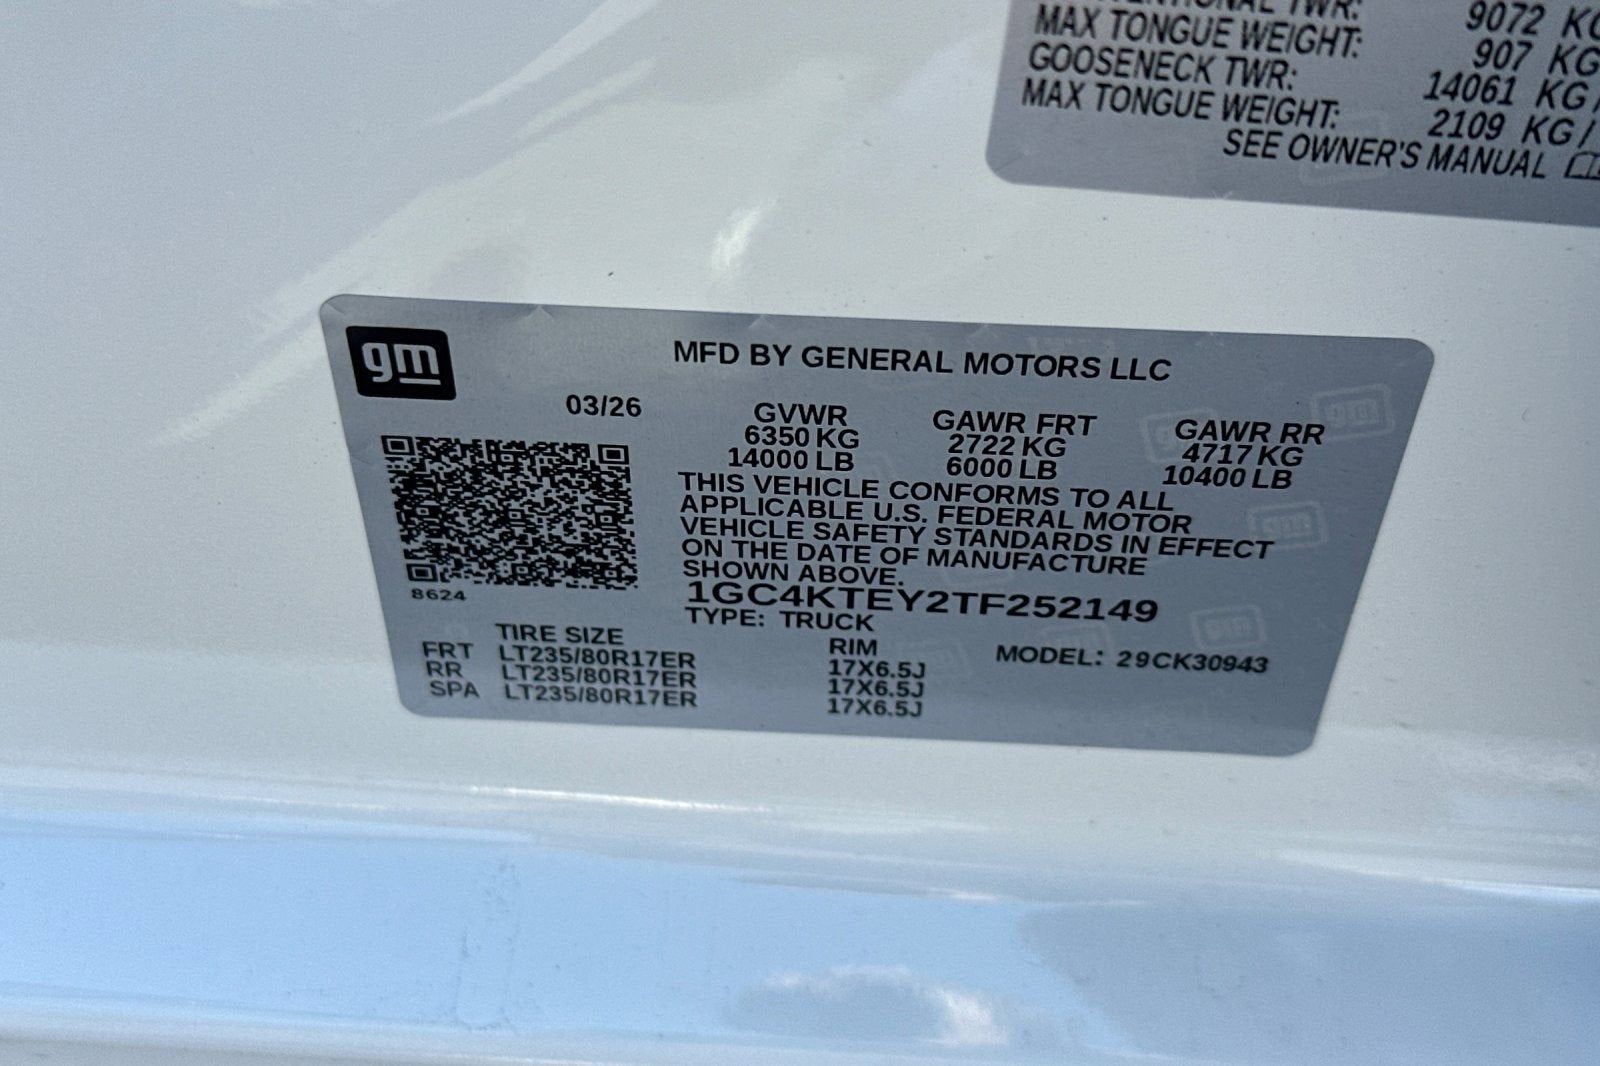 TWR: 9072 KG
MAX TONGUE WEIGHT: 907 KG
GOOSENECK TWR: 14061 KG/
MAX TONGUE WEIGHT: 2109 KG/
SEE OWNER'S MANUAL
gm
MFD BY GENERAL MOTORS LLC
03/26
GVWR GAWR FRT GAWR RR
6350 KG 2722 KG 4717 KG
14000 LB 6000 LB 10400 LB
THIS VEHICLE CONFORMS TO ALL
APPLICABLE U.S. FEDERAL MOTOR
VEHICLE SAFETY STANDARDS IN EFFECT
ON THE DATE OF MANUFACTURE
SHOWN ABOVE.
8624
1GC4KTEY2TF252149
TYPE: TRUCK
TIRE SIZE RIM MODEL: 29CK30943
FRT LT235/80R17ER 17X6.5J
RR LT235/80R17ER 17X6.5J
SPA LT235/80R17ER 17X6.5J